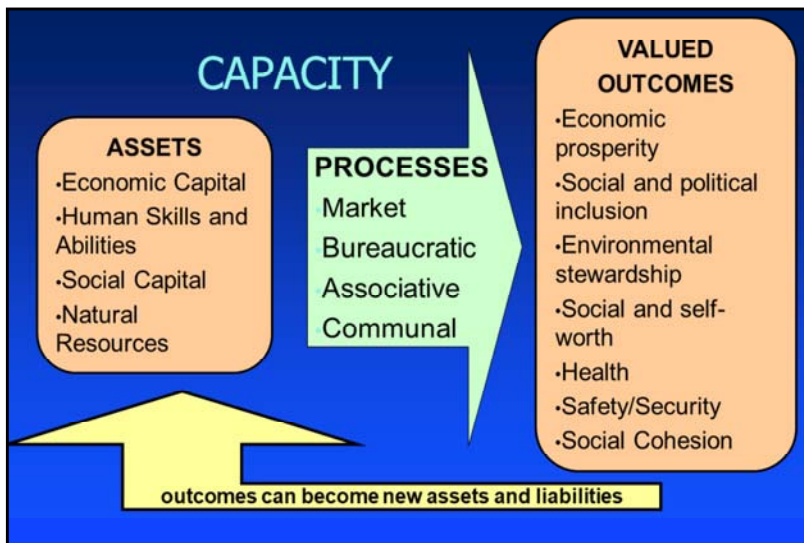 CAPACITY
ASSETS
•Economic Capital
•Human Skills and
Abilities
•Social Capital
•Natural
Resources
PROCESSES
•Market
•Bureaucratic
•Associative
•Communal
VALUED
OUTCOMES
•Economic
prosperity
•Social and political
inclusion
•Environmental
stewardship
•Social and self-
worth
•Health
•Safety/Security
•Social Cohesion
outcomes can become new assets and liabilities